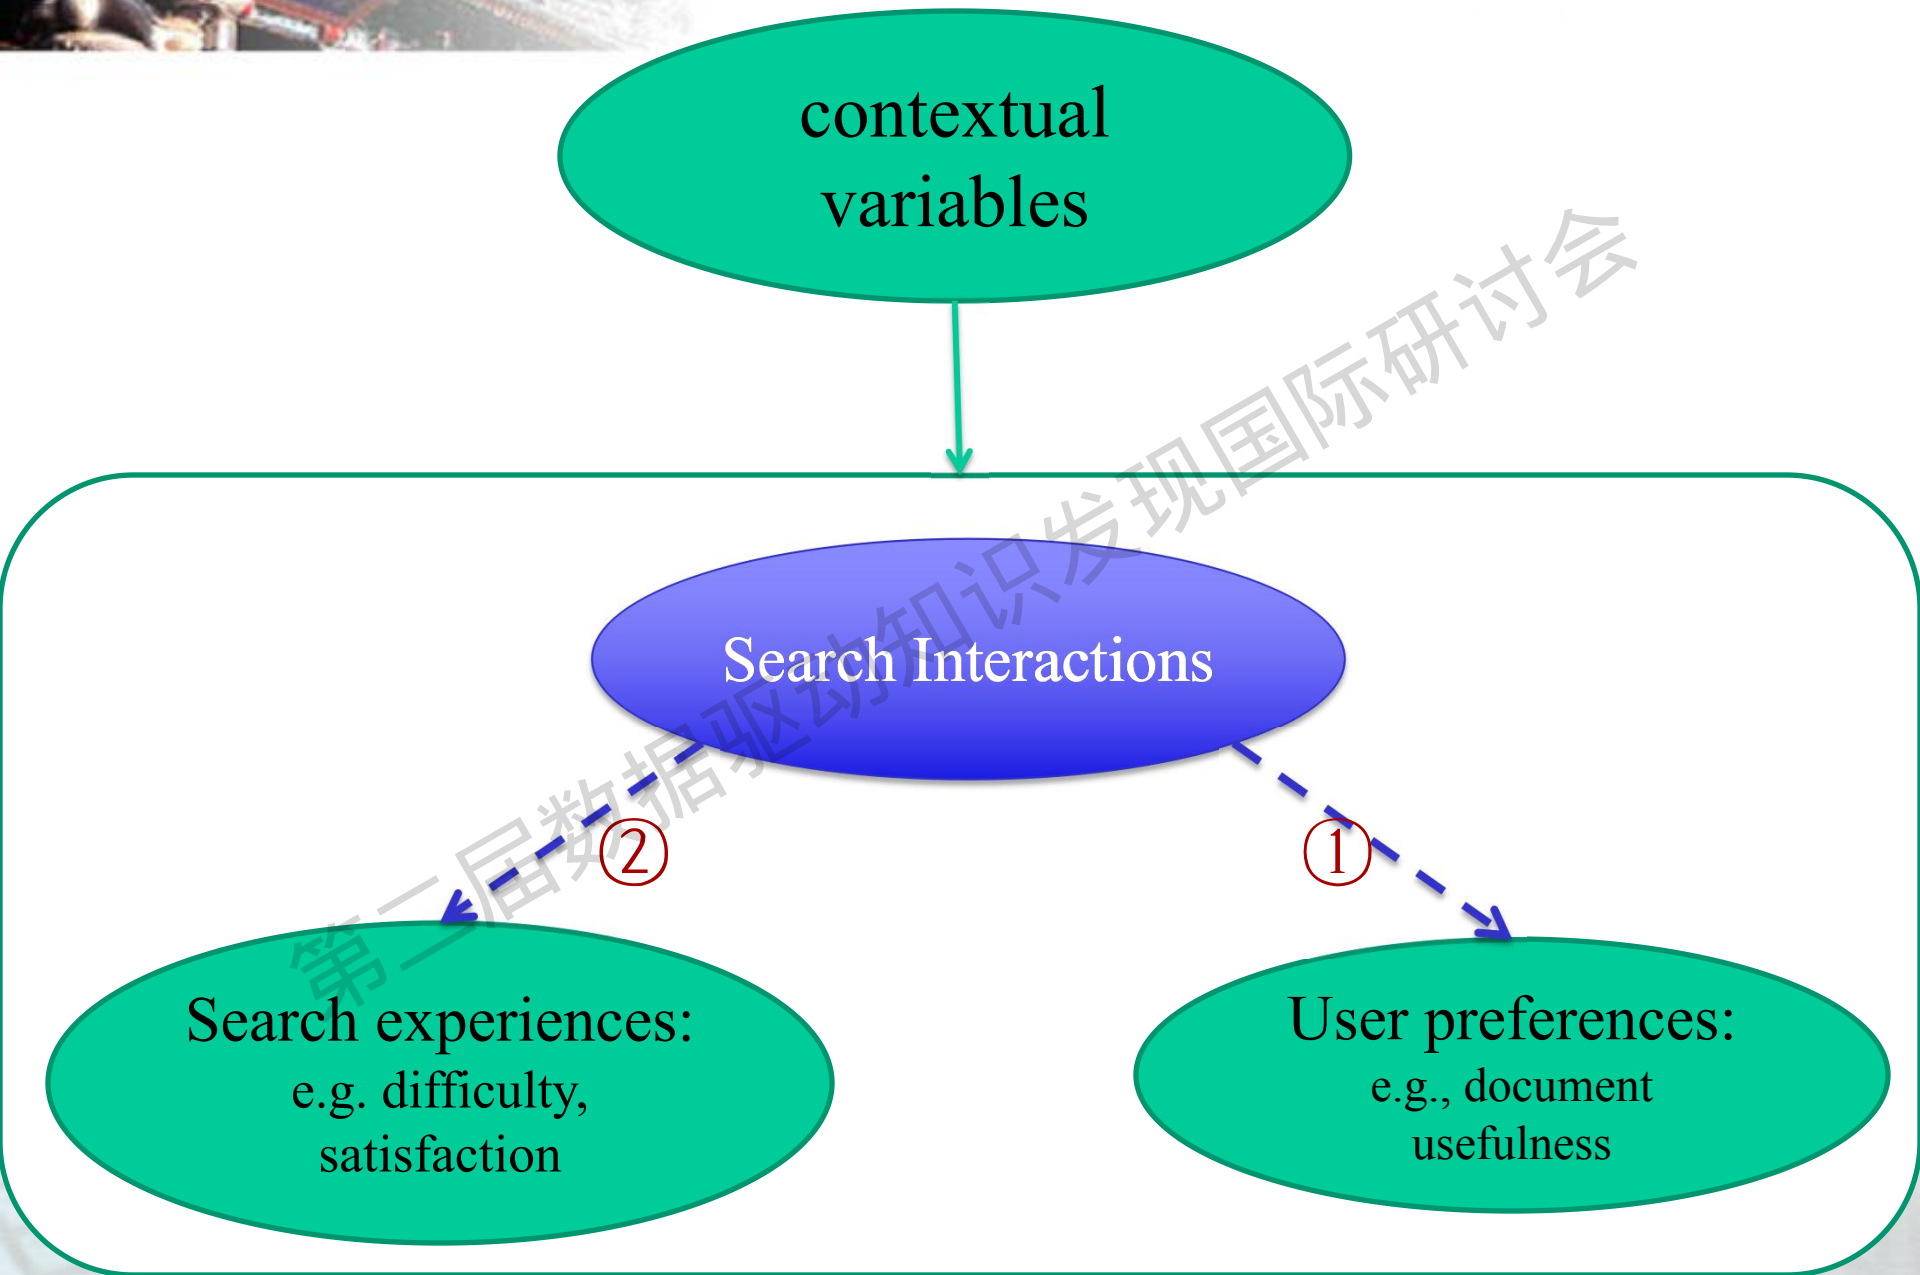 contextual
variables
第二届数据驱动知识发现国际研讨会
Search Interactions
②
①
Search experiences:
e.g. difficulty,
satisfaction
User preferences:
e.g., document
usefulness